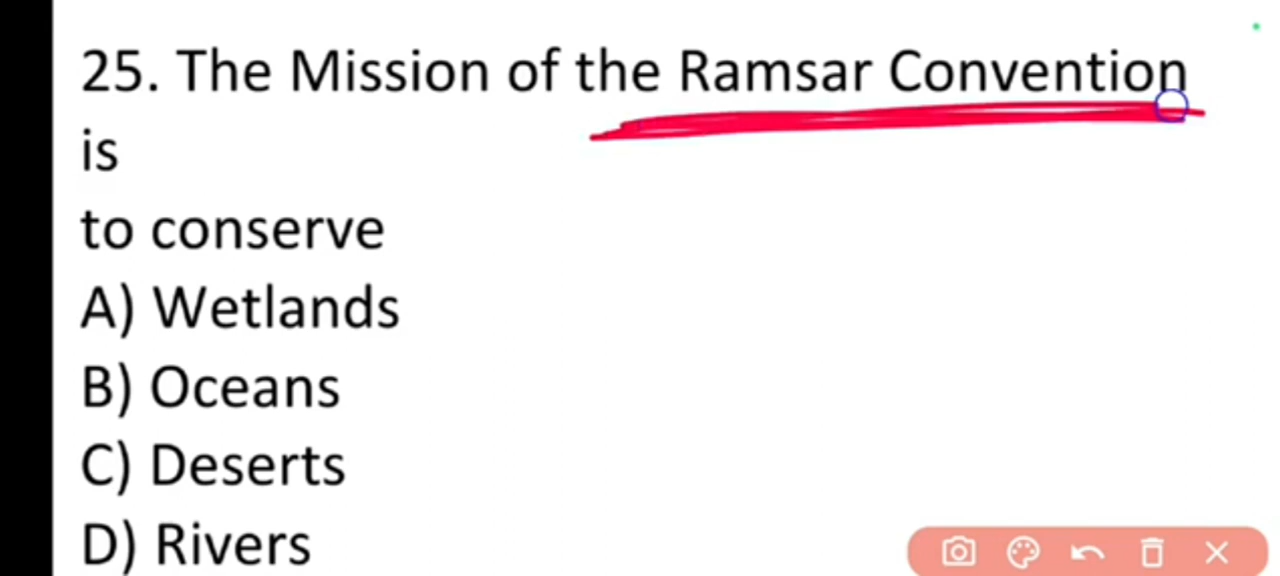 25. The Mission of the Ramsar Convention
is
to conserve
A) Wetlands
B) Oceans
C) Deserts
D) Rivers